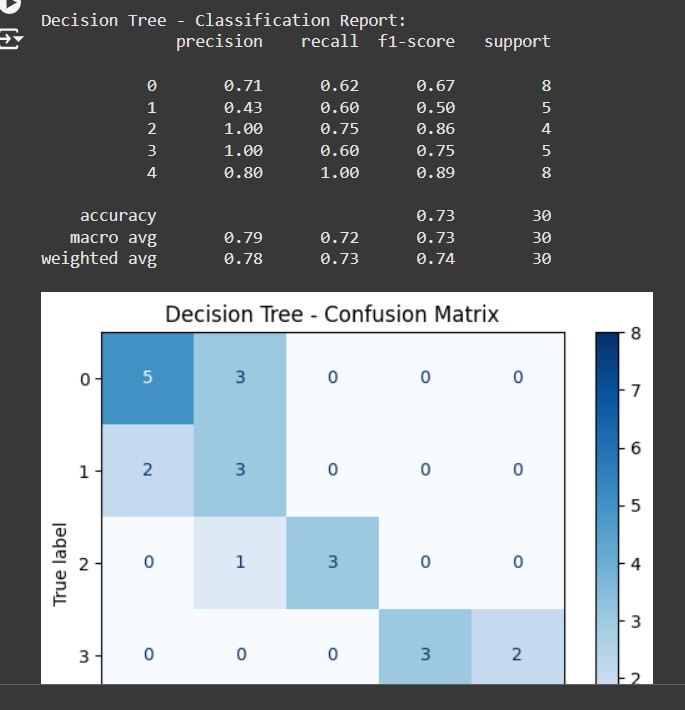 Decision Tree - Classification Report:
precision recall f1-score support
0 0.71 0.62 0.67 8
1 0.43 0.60 0.50 5
2 1.00 0.75 0.86 4
3 1.00 0.60 0.75 5
4 0.80 1.00 0.89 8
accuracy 0.73 30
macro avg 0.79 0.72 0.73 30
weighted avg 0.78 0.73 0.74 30
Decision Tree - Confusion Matrix
True label
0 5 3 0 0 0
1 2 3 0 0 0
2 0 1 3 0 0
3 0 0 0 3 2
8
7
6
5
4
3
2